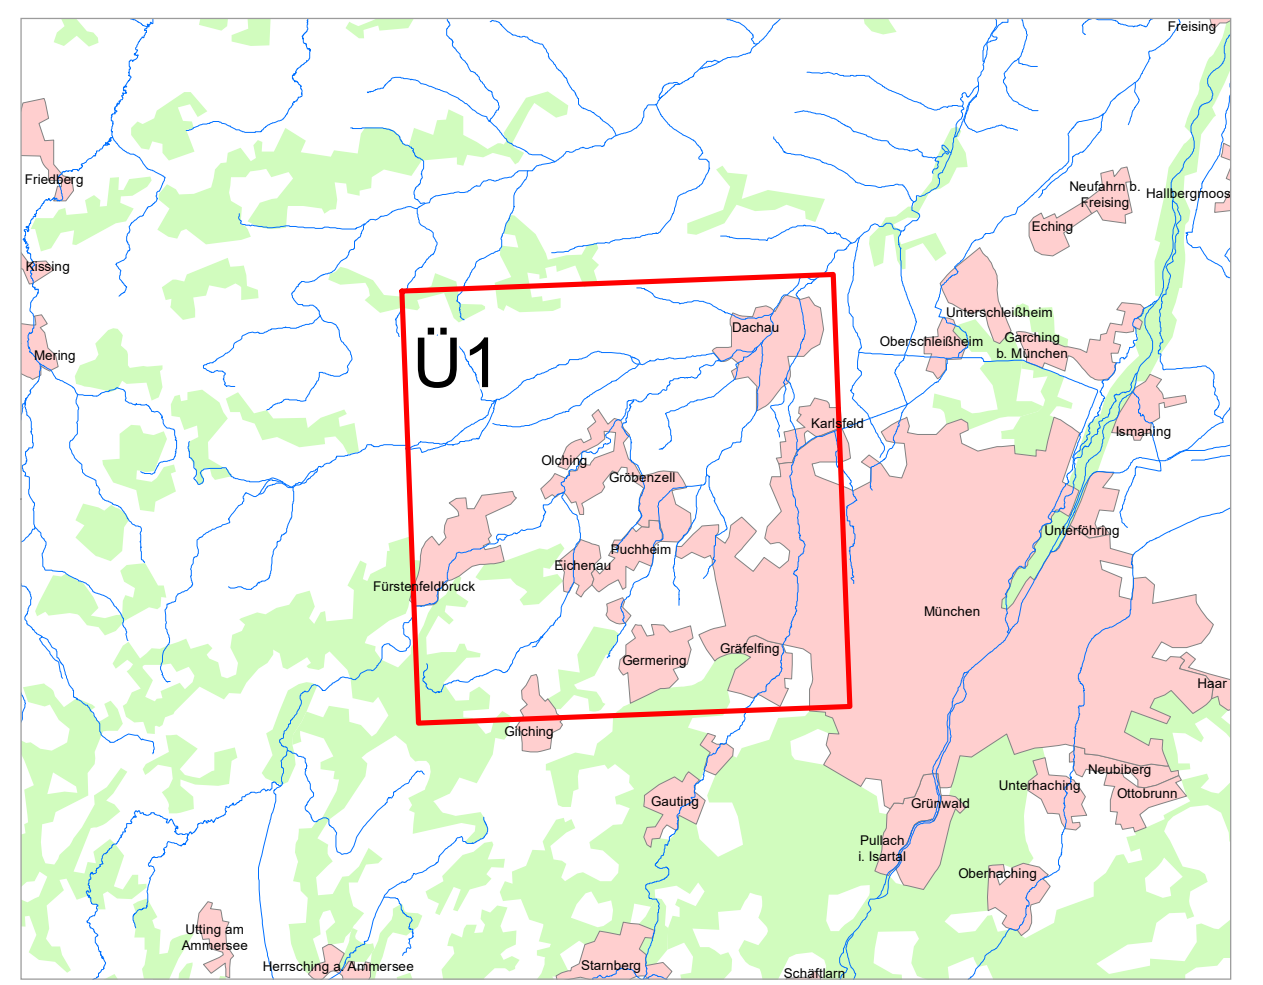 Freising
Friedberg
Neufahrn b.
Freising
Hallbergmoos
Eching
Kissing
Unterschleißheim
Dachau
Oberschleißheim
Garching
b. München
Mering
Ü1
Karlsfeld
Ismaning
Olching
Gröbenzell
Unterföhring
Puchheim
Eichenau
Fürstenfeldbruck
München
Gräfelfing
Germering
Haar
Gilching
Neubiberg
Unterhaching
Ottobrunn
Gauting
Grünwald
Pullach
i. Isartal
Oberhaching
Utting am
Ammersee
Herrsching a. Ammersee
Starnberg
Schäftlarn